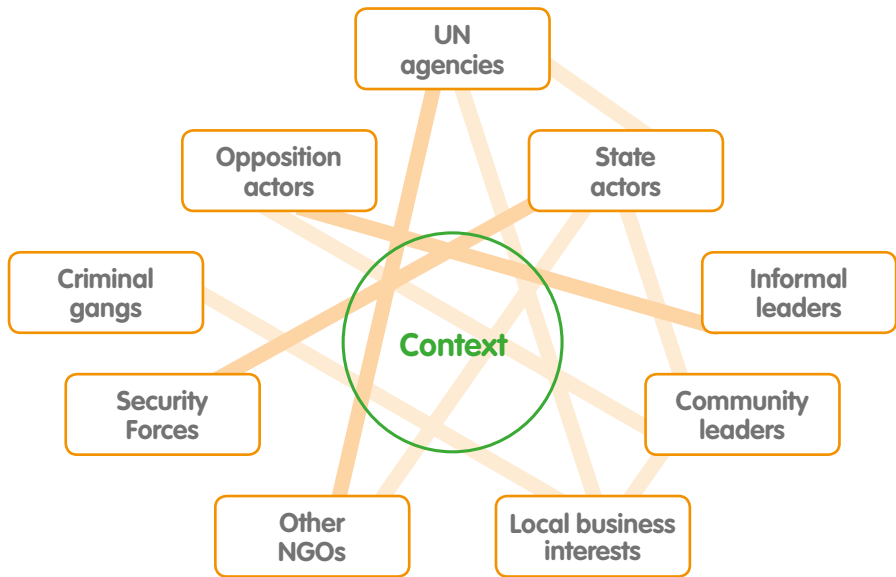 UN
agencies
Opposition
actors
State
actors
Criminal
gangs
Informal
leaders
Context
Security
Forces
Community
leaders
Other
NGOs
Local business
interests